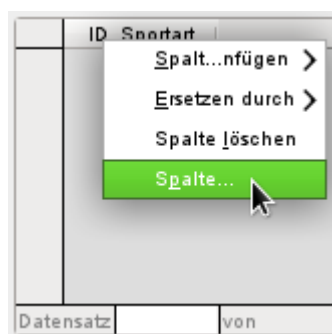 ID_Sportart
Spalt...nfügen
Ersetzen durch
Spalte löschen
Spalte...
Datensatz von